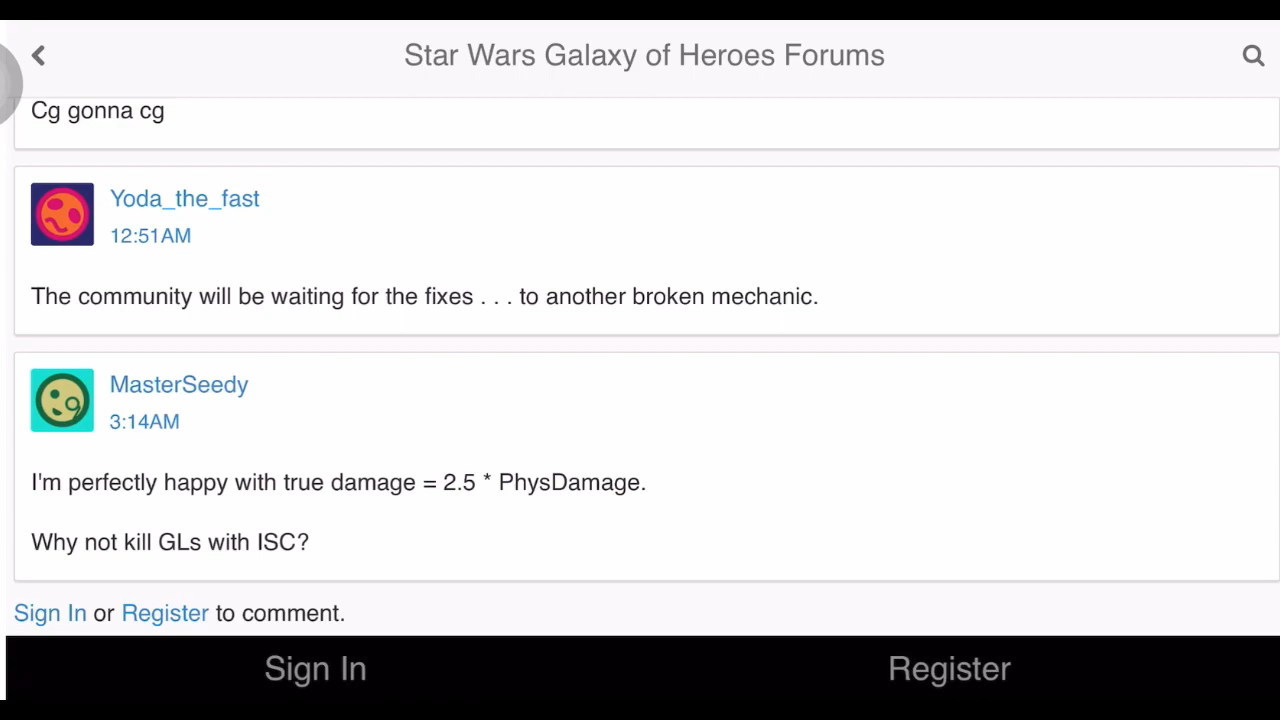 Star Wars Galaxy of Heroes Forums
Cg gonna cg
Yoda_the_fast
12:51AM
The community will be waiting for the fixes . . . to another broken mechanic.
MasterSeedy
3:14AM
I'm perfectly happy with true damage = 2.5 * PhysDamage.
Why not kill GLs with ISC?
Sign In or Register to comment.
Sign In Register